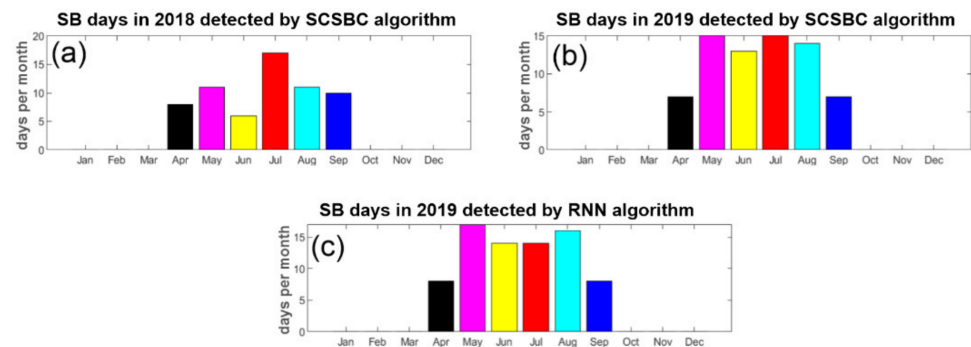 SB days in 2018 detected by SCSBC algorithm
(a)
days per month
20
15
10
5
0
Jan Feb Mar Apr May Jun Jul Aug Sep Oct Nov Dec
SB days in 2019 detected by SCSBC algorithm
(b)
days per month
15
10
5
0
Jan Feb Mar Apr May Jun Jul Aug Sep Oct Nov Dec
SB days in 2019 detected by RNN algorithm
(c)
days per month
15
10
5
0
Jan Feb Mar Apr May Jun Jul Aug Sep Oct Nov Dec